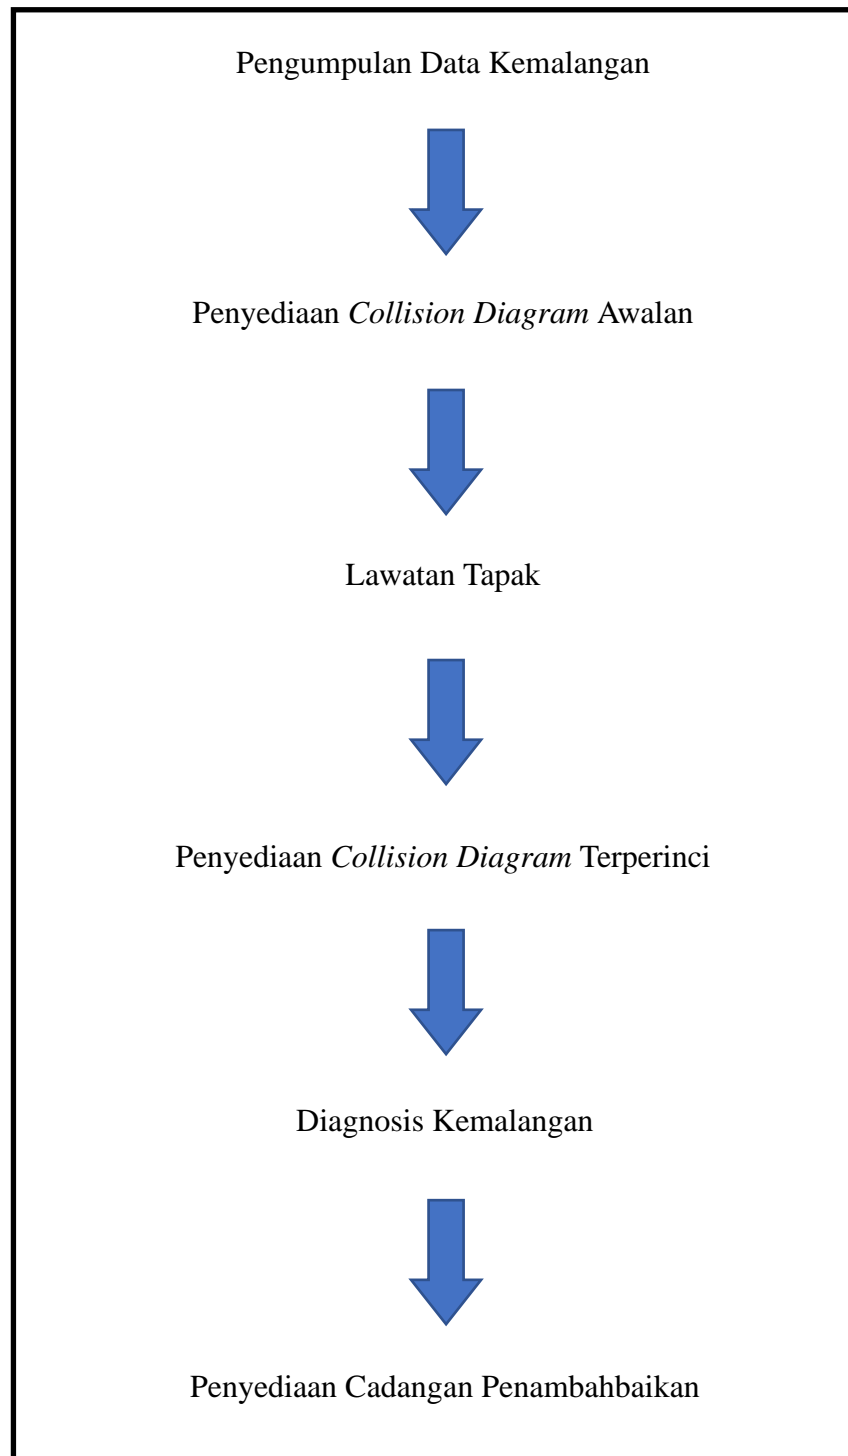 Pengumpulan Data Kemalangan
Penyediaan Collision Diagram Awalan
Lawatan Tapak
Penyediaan Collision Diagram Terperinci
Diagnosis Kemalangan
Penyediaan Cadangan Penambahbaikan